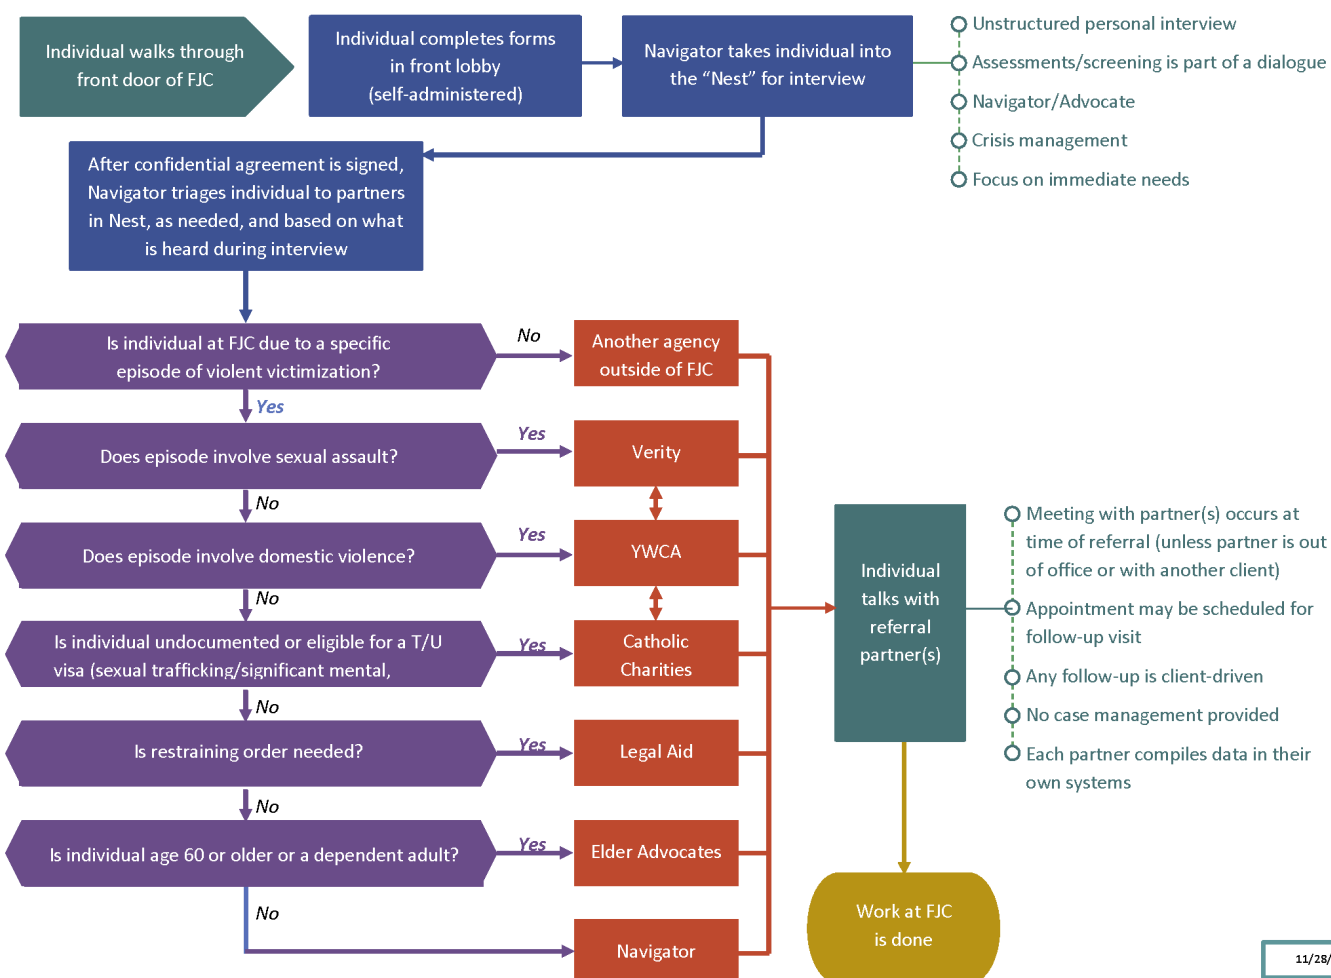 Individual walks through
front door of FJC
Individual completes forms
in front lobby
(self-administered)
Navigator takes individual into
the “Nest” for interview
Unstructured personal interview
Assessments/screening is part of a dialogue
Navigator/Advocate
Crisis management
Focus on immediate needs
After confidential agreement is signed,
Navigator triages individual to partners
in Nest, as needed, and based on what
is heard during interview
Is individual at FJC due to a specific
episode of violent victimization?
No
Another agency
outside of FJC
Yes
Does episode involve sexual assault?
Yes
Verity
No
Does episode involve domestic violence?
Yes
YWCA
No
Is individual undocumented or eligible for a T/U
visa (sexual trafficking/significant mental,
Yes
Catholic
Charities
No
Is restraining order needed?
Yes
Legal Aid
No
Is individual age 60 or older or a dependent adult?
Yes
Elder Advocates
No
Navigator
Individual
talks with
referral
partner(s)
Meeting with partner(s) occurs at
time of referral (unless partner is out
of office or with another client)
Appointment may be scheduled for
follow-up visit
Any follow-up is client-driven
No case management provided
Each partner compiles data in their
own systems
Work at FJC
is done
11/28/